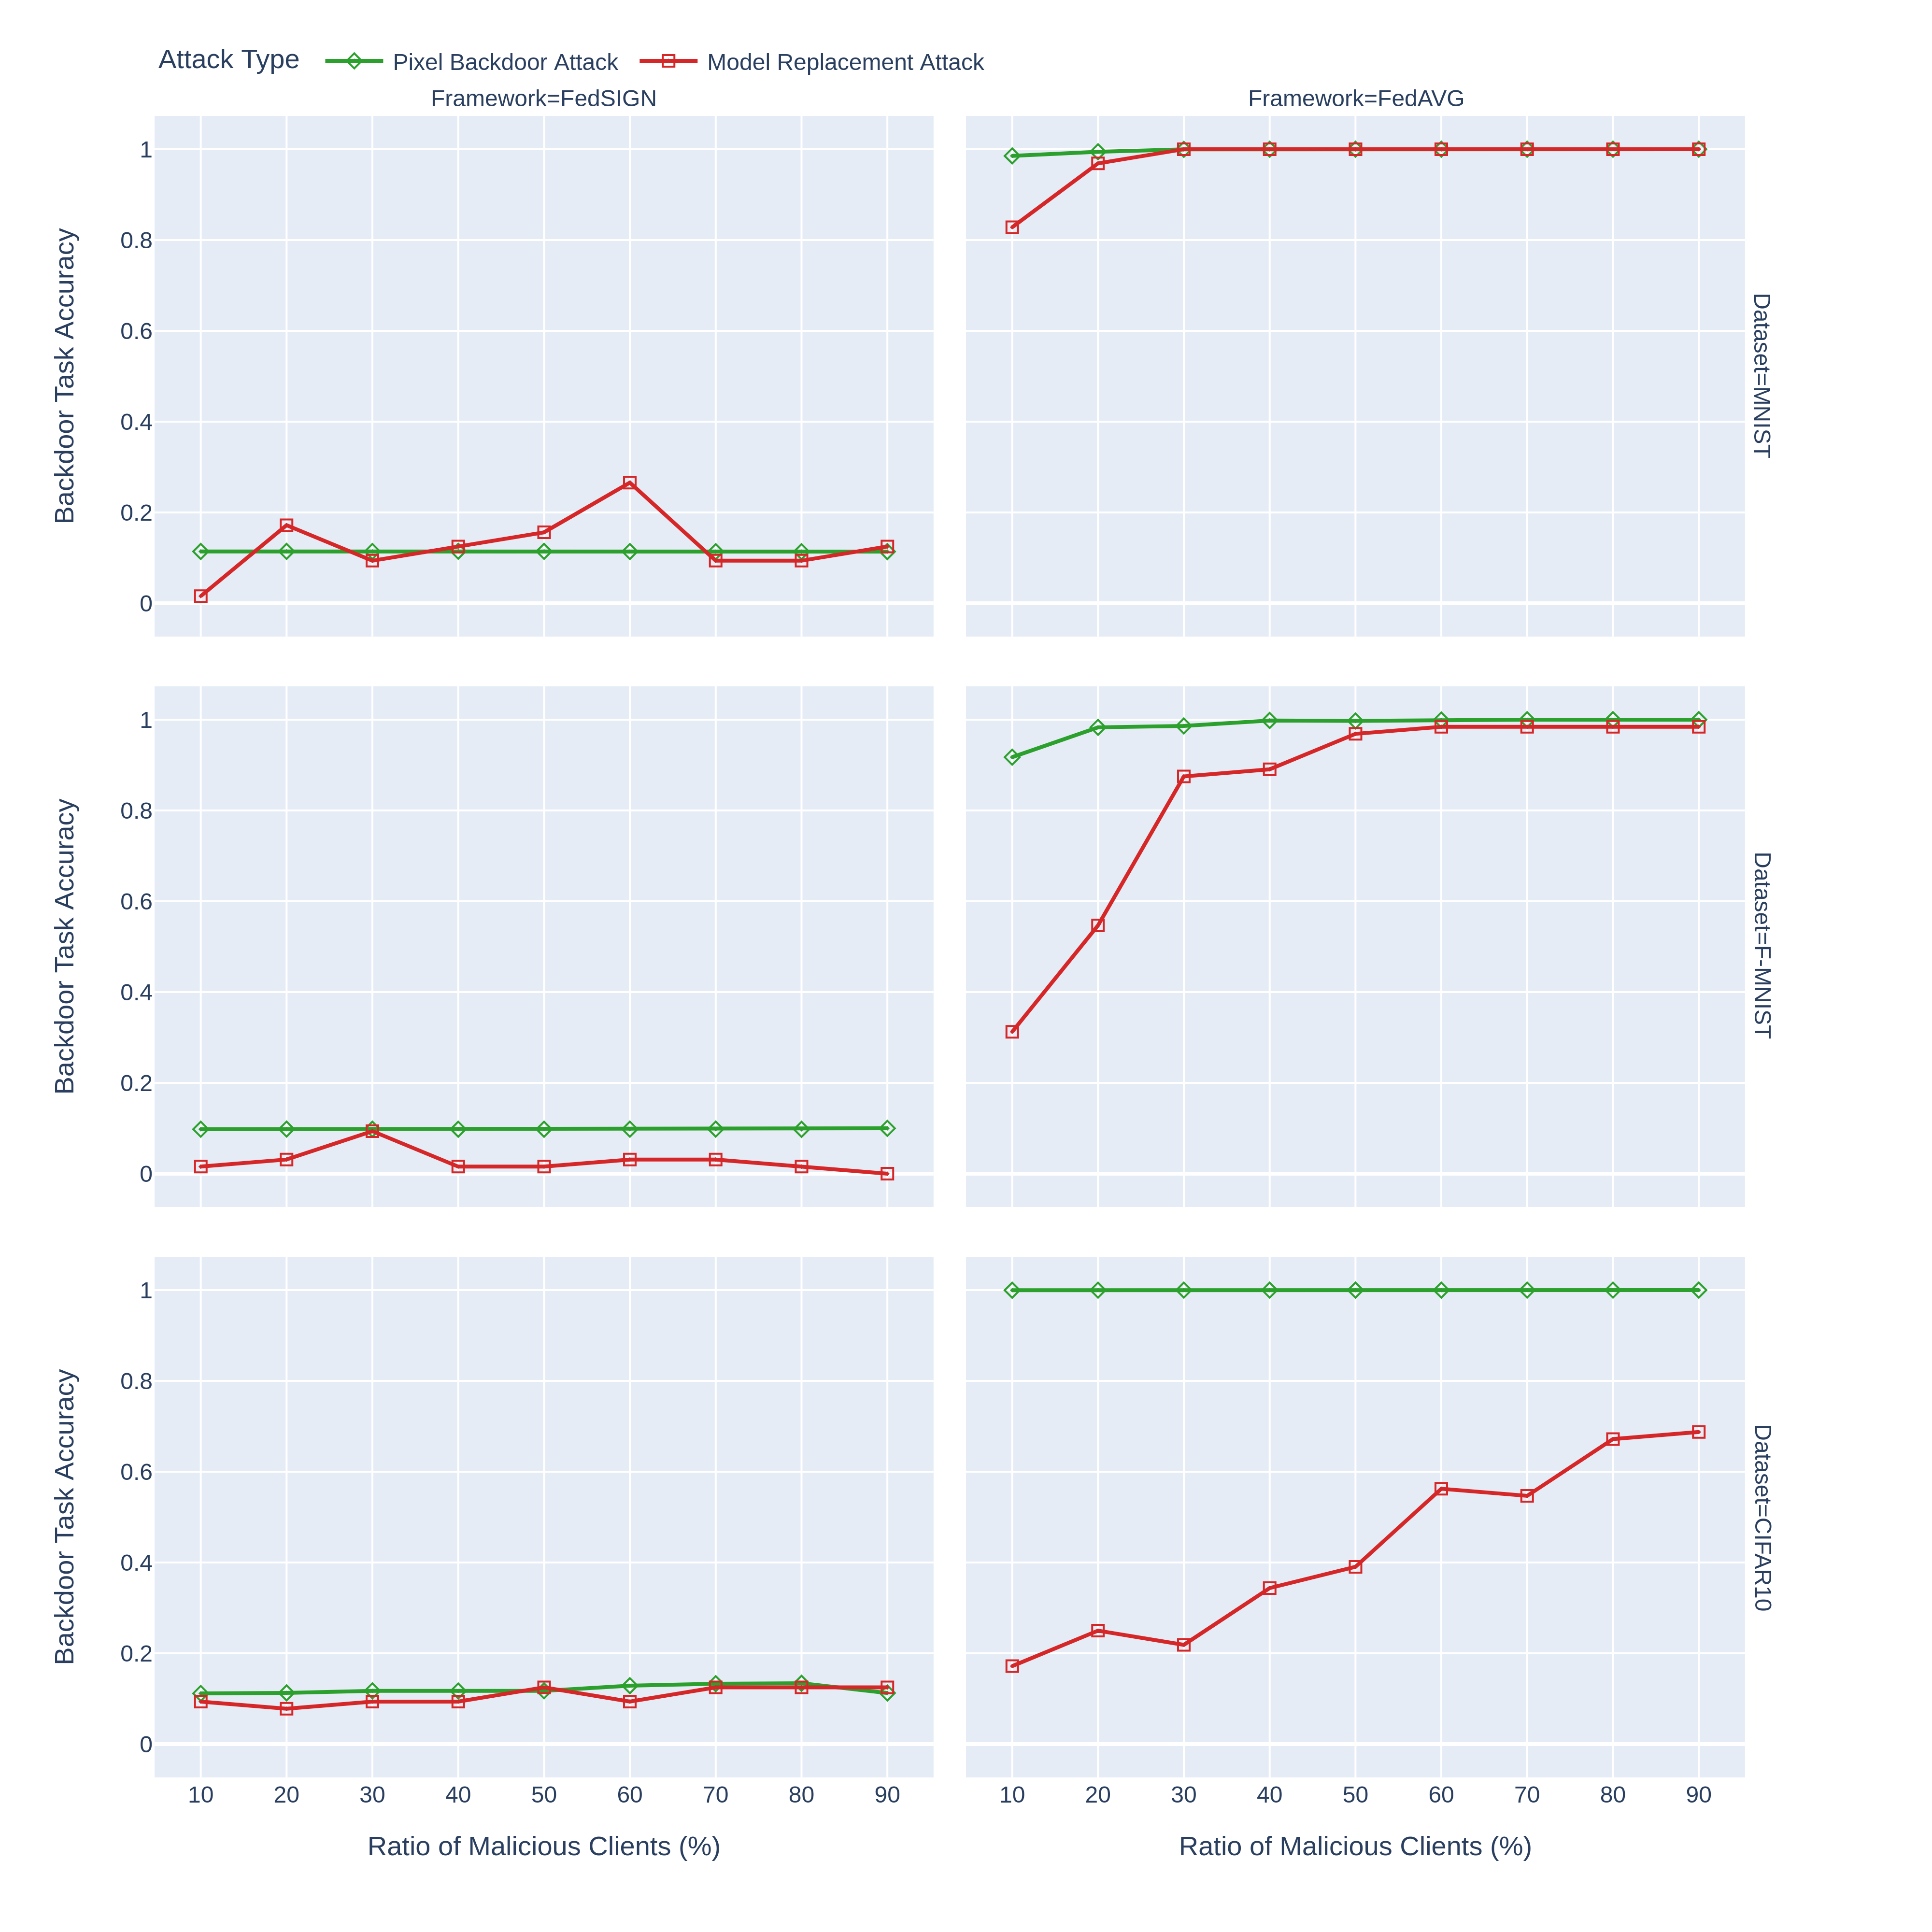 Attack Type Pixel Backdoor Attack Model Replacement Attack
Framework=FedSIGN Framework=FedAVG
Backdoor Task Accuracy
1
0.8
0.6
0.4
0.2
0
Dataset=MNIST
Backdoor Task Accuracy
1
0.8
0.6
0.4
0.2
0
Dataset=F-MNIST
Backdoor Task Accuracy
1
0.8
0.6
0.4
0.2
0
Dataset=CIFAR10
10 20 30 40 50 60 70 80 90 10 20 30 40 50 60 70 80 90
Ratio of Malicious Clients (%) Ratio of Malicious Clients (%)